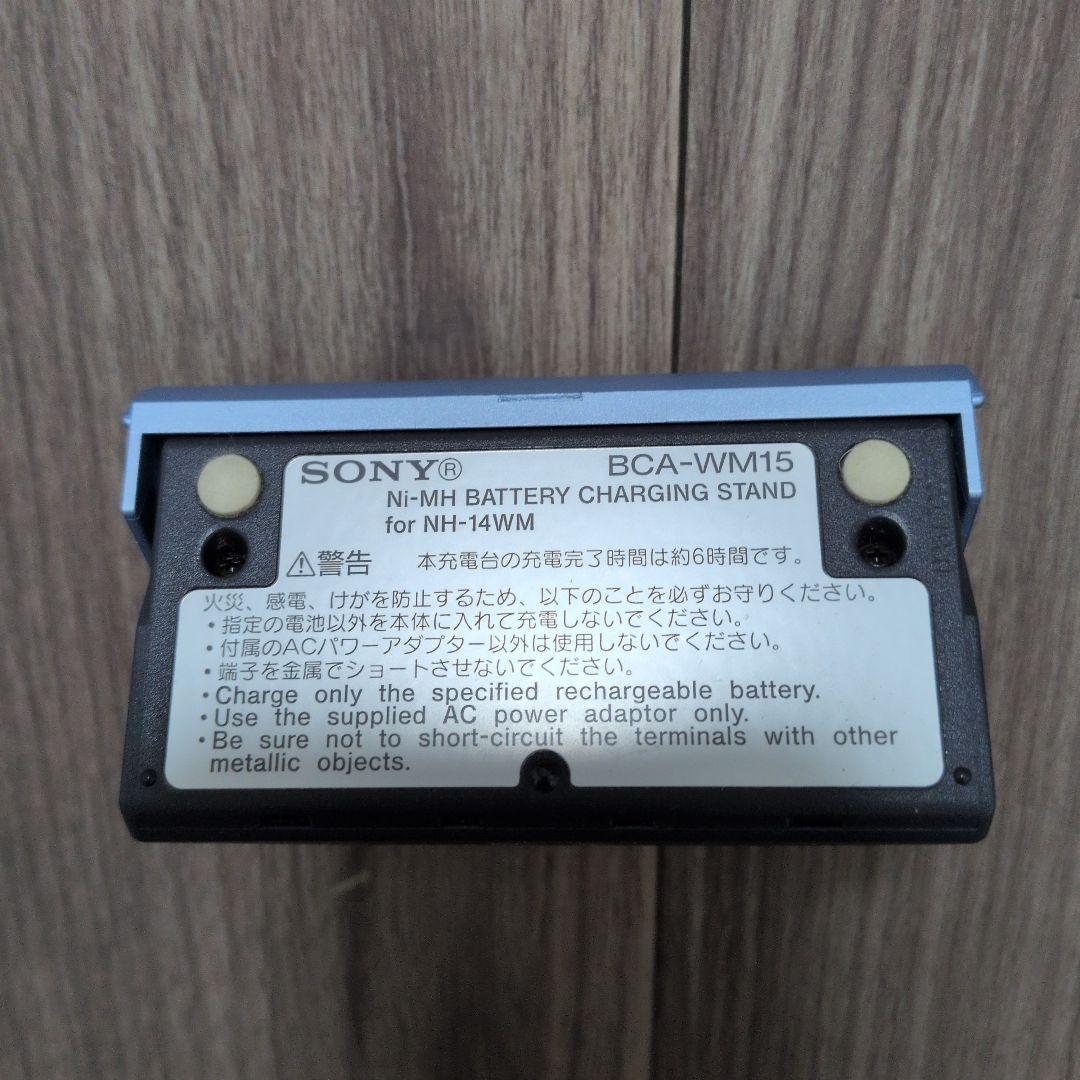 SONY® BCA-WM15
Ni-MH BATTERY CHARGING STAND
for NH-14WM
⚠警告 本充電台の充電完了時間は約6時間です。
火災、感電、けがを防止するため、以下のことを必ずお守りください。
・指定の電池以外を本体に入れて充電しないでください。
・付属のACパワーアダプター以外は使用しないでください。
・端子を金属でショートさせないでください。
・Charge only the specified rechargeable battery.
・Use the supplied AC power adaptor only.
・Be sure not to short-circuit the terminals with other
metallic objects.